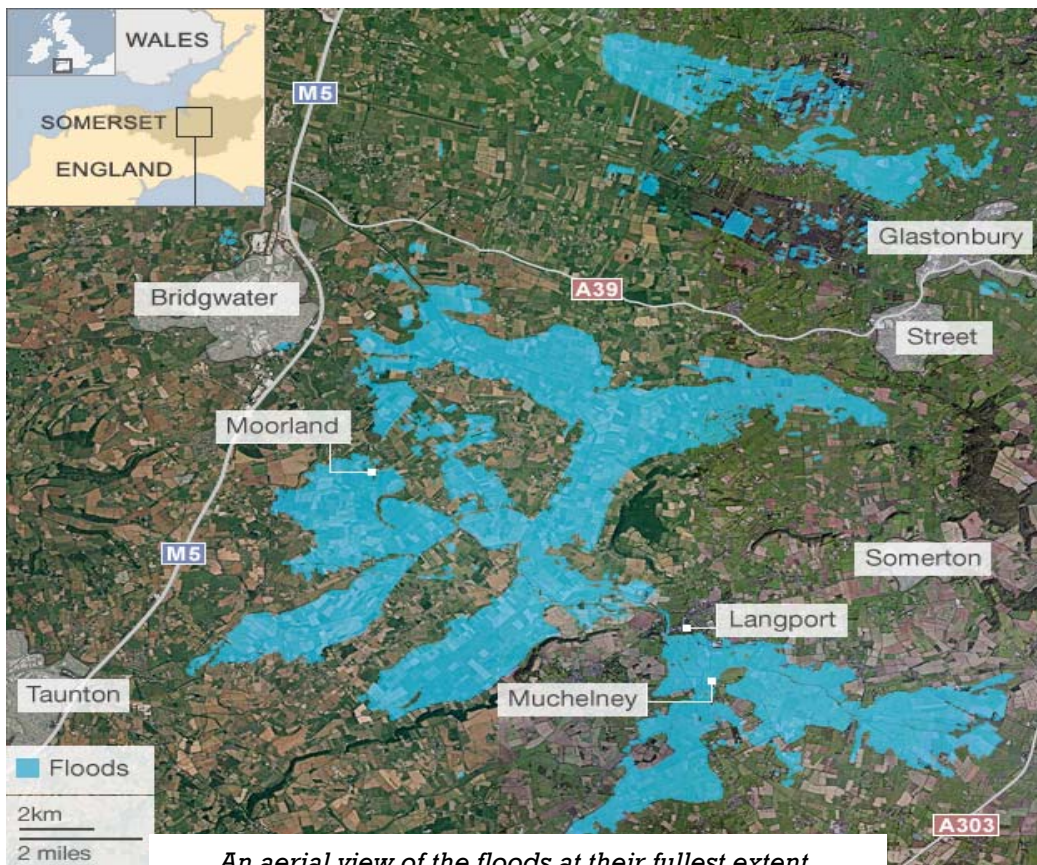 WALES
SOMERSET
ENGLAND
M5
Glastonbury
Bridgwater
A39
Street
Moorland
M5
Somerton
Langport
Muchelney
Taunton
Floods
2km
2 miles
A303
An aerial view of the floods at their fullest extent